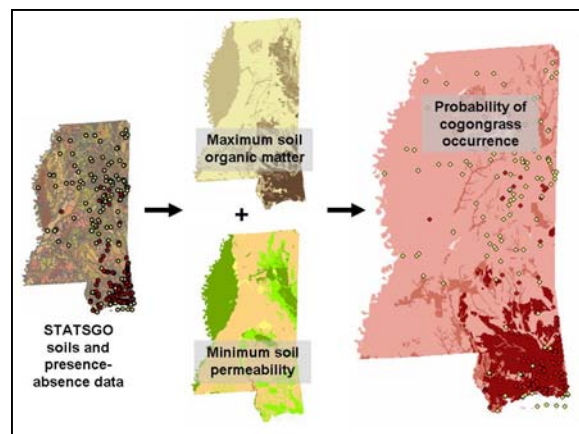 STATSGO
soils and
presence-
absence data
Maximum soil
organic matter
+
Minimum soil
permeability
Probability of
cogongrass
occurrence